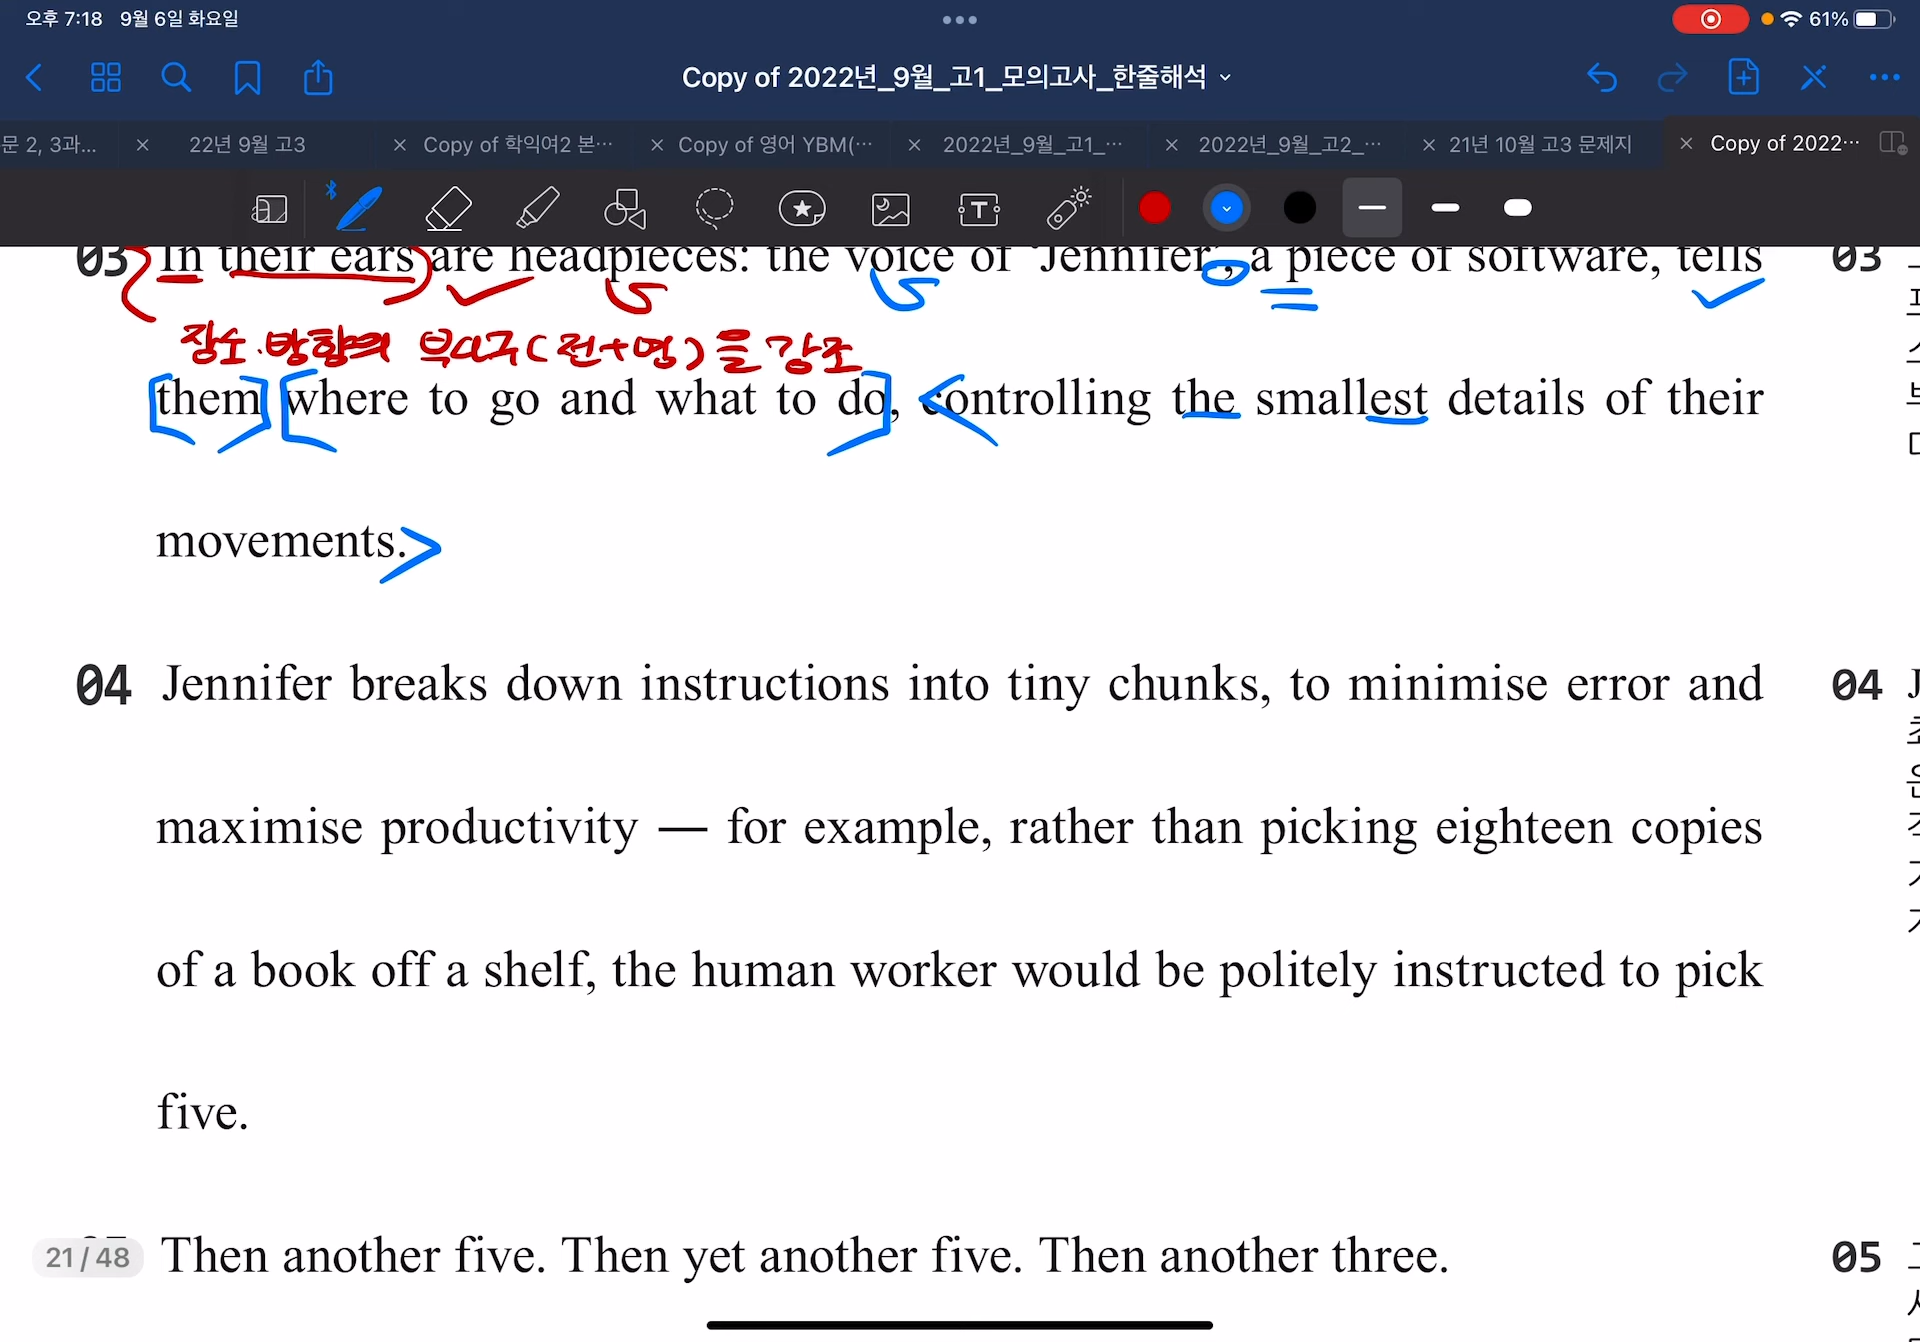 오후 7:18 9월 6일 화요일
61%
Copy of 2022년_9월_고1_모의고사_한줄해석
문 2, 3과... × 22년 9월 고3 × Copy of 학익여2 본… × Copy of 영어 YBM(… × 2022년_9월_고1_… × 2022년_9월_고2_… × 21년 10월 고3 문제지 × Copy of 2022…
03 In their ears are headpieces: the voice of 'Jennifer', a piece of software, tells
03
장소·방향의 부사구(전+명)을 강조
them where to go and what to do, controlling the smallest details of their
movements.
04 Jennifer breaks down instructions into tiny chunks, to minimise error and
04
maximise productivity — for example, rather than picking eighteen copies
of a book off a shelf, the human worker would be politely instructed to pick
five.
21/48 Then another five. Then yet another five. Then another three.
05